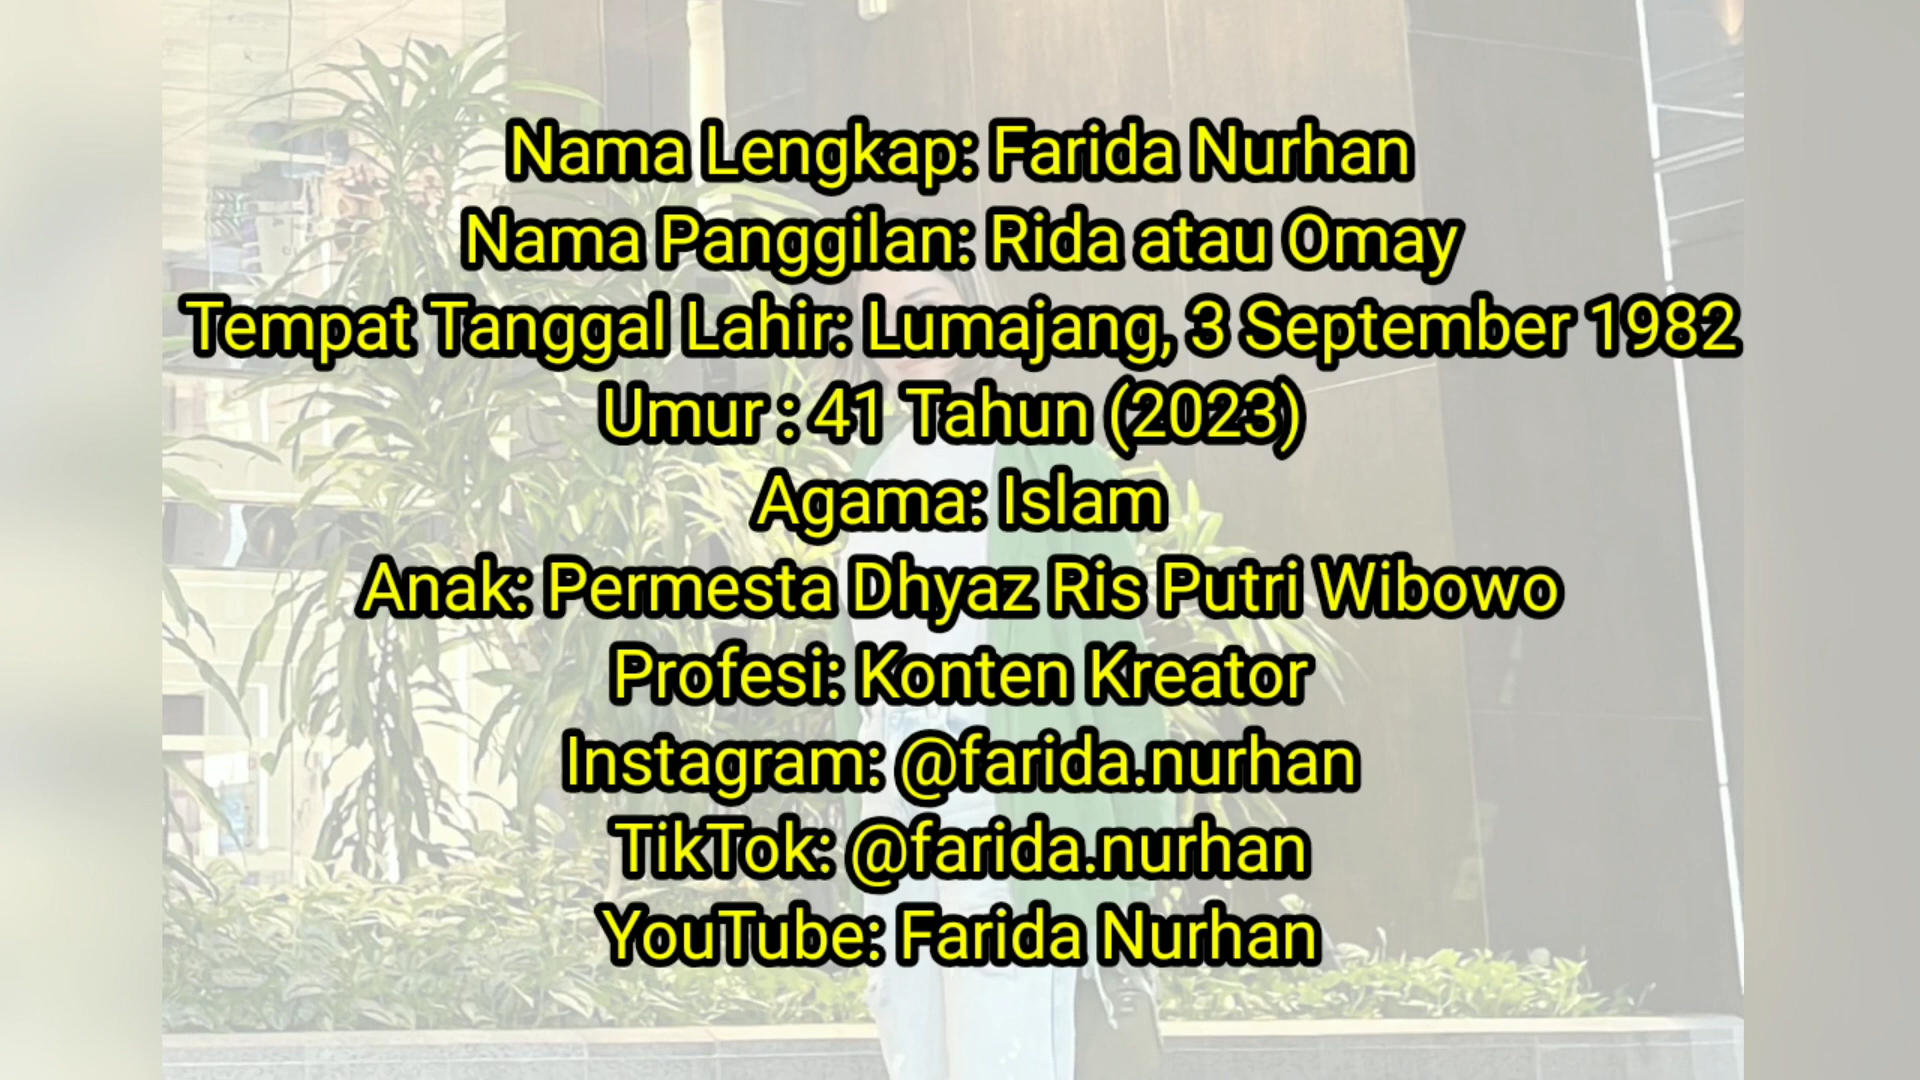 Nama Lengkap: Farida Nurhan
Nama Panggilan: Rida atau Omay
Tempat Tanggal Lahir: Lumajang, 3 September 1982
Umur : 41 Tahun (2023)
Agama: Islam
Anak: Permesta Dhyaz Ris Putri Wibowo
Profesi: Konten Kreator
Instagram: @farida.nurhan
TikTok: @farida.nurhan
YouTube: Farida Nurhan